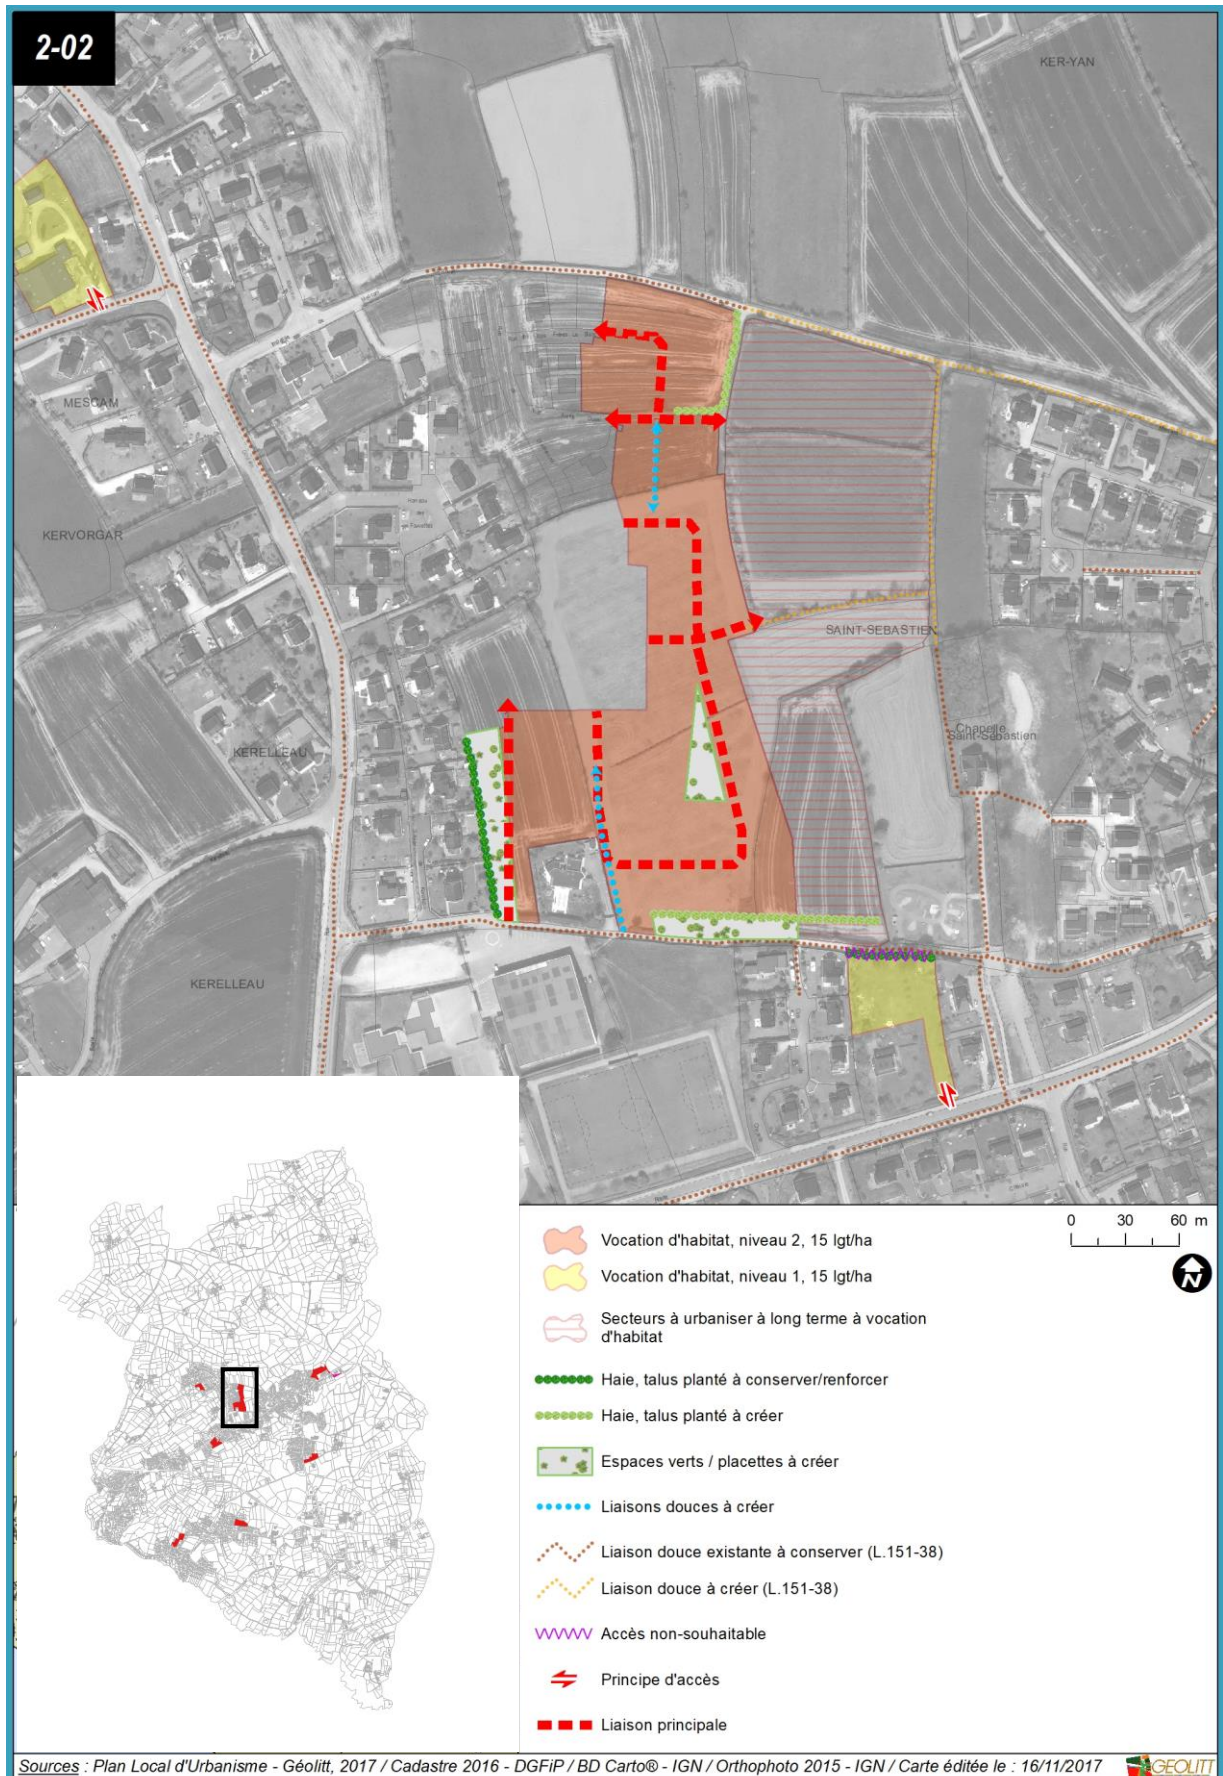 2-02
KER-YAN
MESCAM
KERVORGAR
SAINT-SEBASTIEN
KERELLEAU
Chapelle
Saint-Sébastien
KERELLEAU
0 30 60 m
N
Vocation d'habitat, niveau 2, 15 lgt/ha
Vocation d'habitat, niveau 1, 15 lgt/ha
Secteurs à urbaniser à long terme à vocation
d'habitat
Haie, talus planté à conserver/renforcer
Haie, talus planté à créer
Espaces verts / placettes à créer
Liaisons douces à créer
Liaison douce existante à conserver (L.151-38)
Liaison douce à créer (L.151-38)
Accès non-souhaitable
Principe d'accès
Liaison principale
Sources : Plan Local d'Urbanisme - Géolitt, 2017 / Cadastre 2016 - DGFiP / BD Carto® - IGN / Orthophoto 2015 - IGN / Carte éditée le : 16/11/2017
GEOLITT